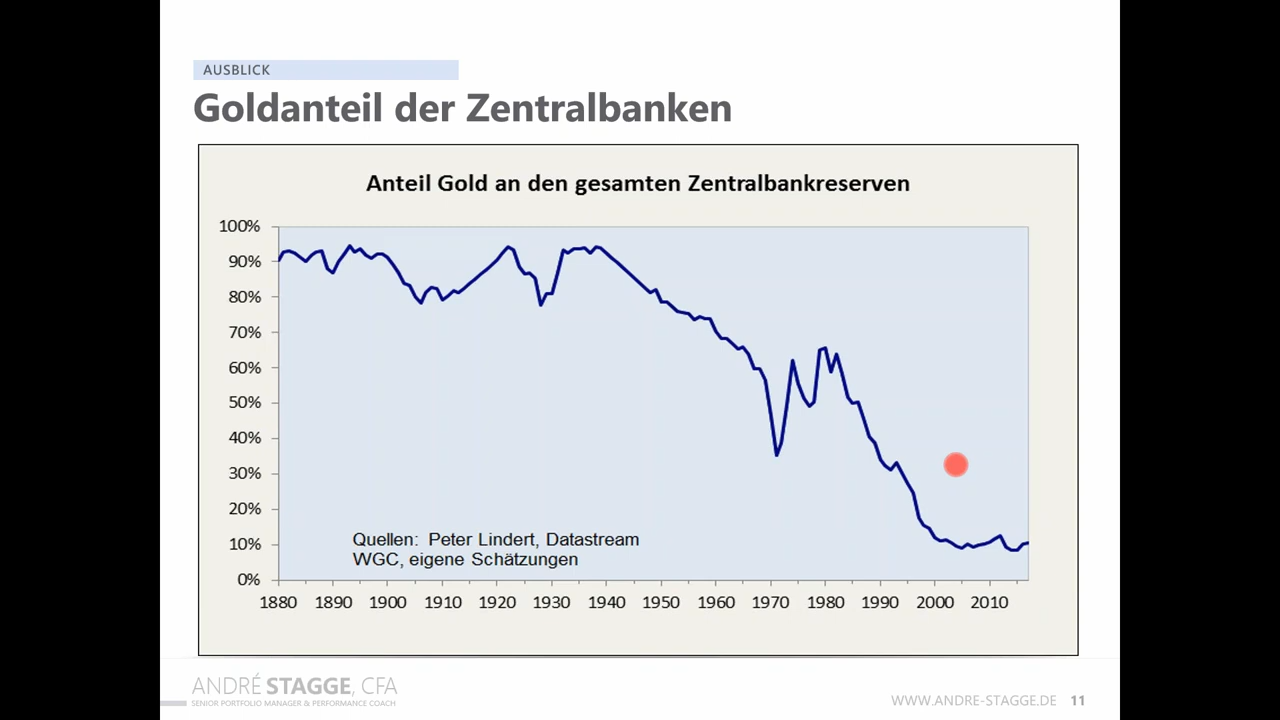 AUSBLICK
Goldanteil der Zentralbanken
Anteil Gold an den gesamten Zentralbankreserven
100%
90%
80%
70%
60%
50%
40%
30%
20%
10%
0%
Quellen: Peter Lindert, Datastream
WGC, eigene Schätzungen
1880 1890 1900 1910 1920 1930 1940 1950 1960 1970 1980 1990 2000 2010
ANDRÉ STAGGE, CFA
SENIOR PORTFOLIO MANAGER & PERFORMANCE COACH
WWW.ANDRE-STAGGE.DE 11